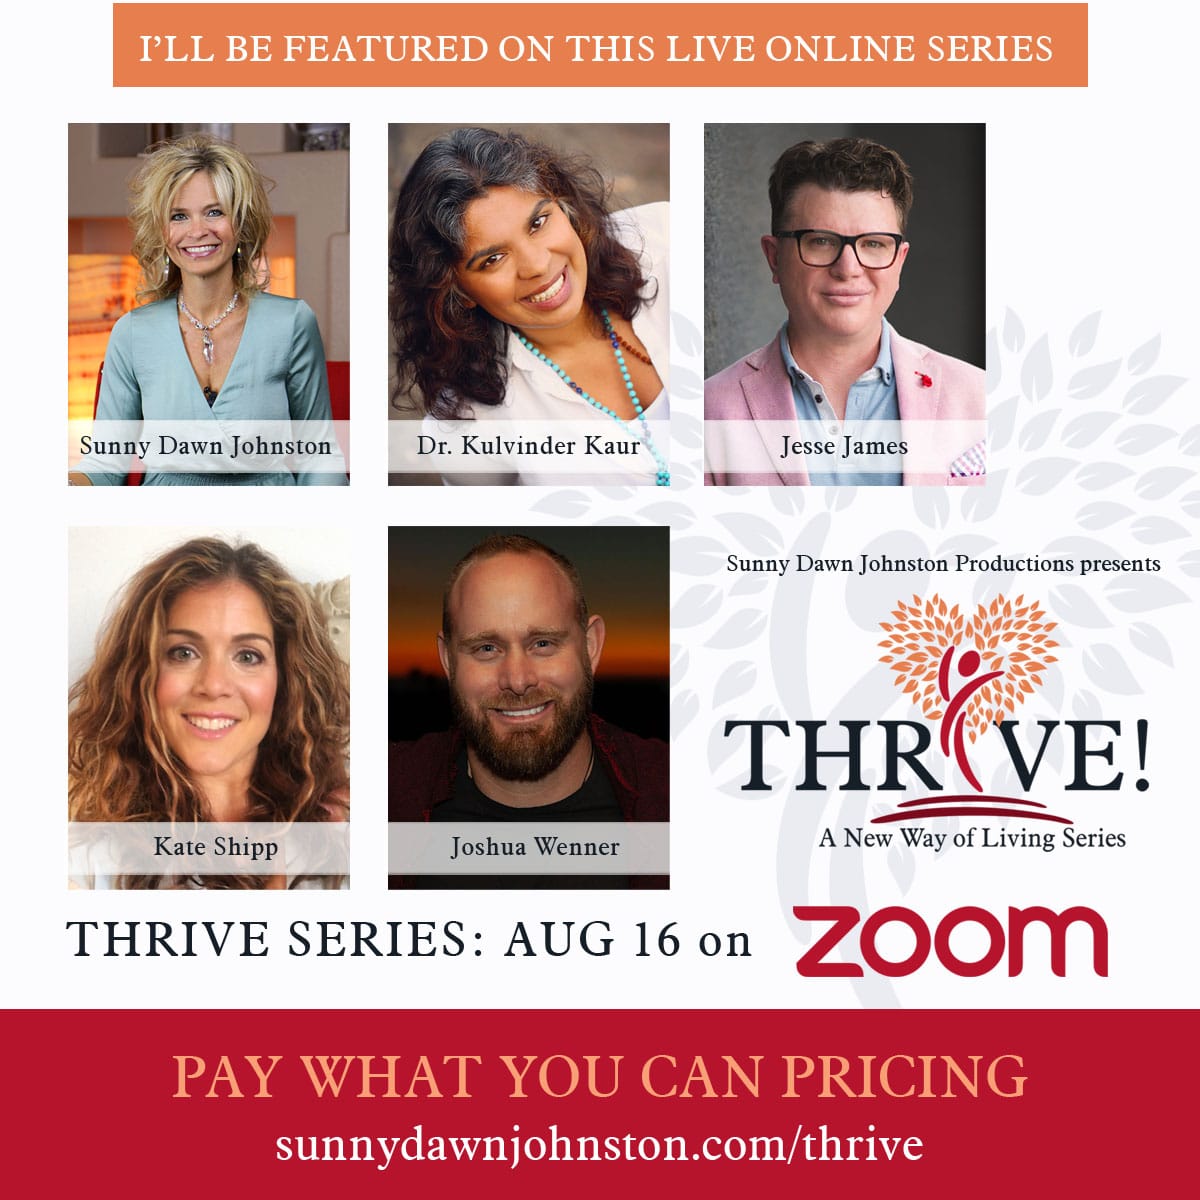 I’LL BE FEATURED ON THIS LIVE ONLINE SERIES
Sunny Dawn Johnston
Dr. Kulvinder Kaur
Jesse James
Kate Shipp
Joshua Wenner
Sunny Dawn Johnston Productions presents
THRIVE!
A New Way of Living Series
THRIVE SERIES: AUG 16 on zoom
PAY WHAT YOU CAN PRICING
sunnydawnjohnston.com/thrive